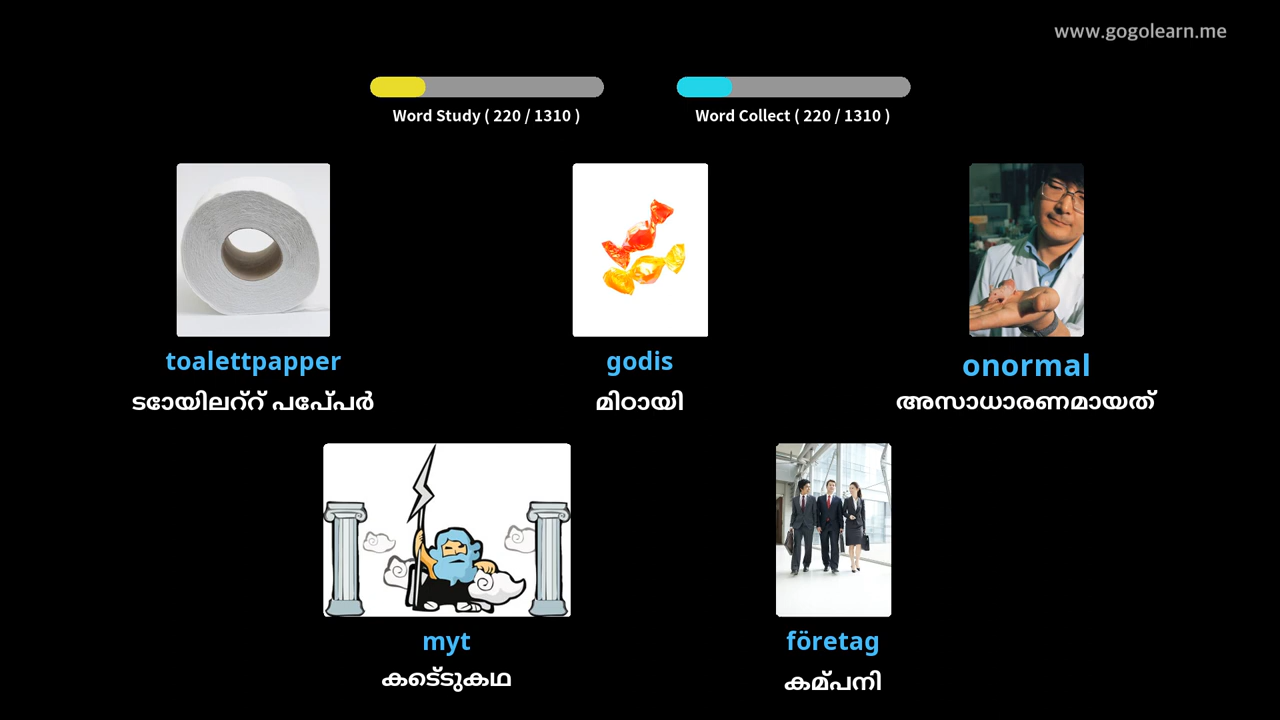 www.gogolearn.me
Word Study ( 220 / 1310 )
Word Collect ( 220 / 1310 )
toalettpapper
godis
onormal
ടോയിലറ്റ് പേപ്പർ
മിഠായി
അസാധാരണമായത്
myt
företag
കെട്ടുകഥ
കമ്പനി